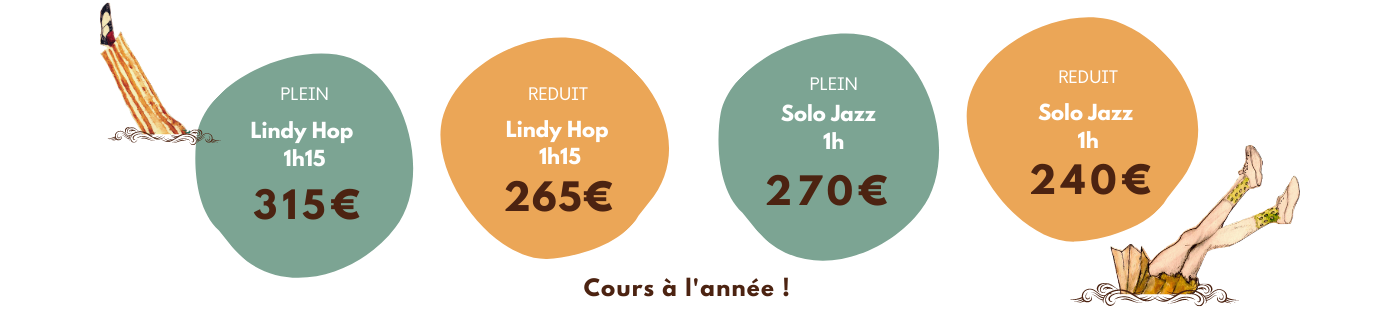 PLEIN
Lindy Hop
1h15
315€
REDUIT
Lindy Hop
1h15
265€
PLEIN
Solo Jazz
1h
270€
REDUIT
Solo Jazz
1h
240€
Cours à l'année !